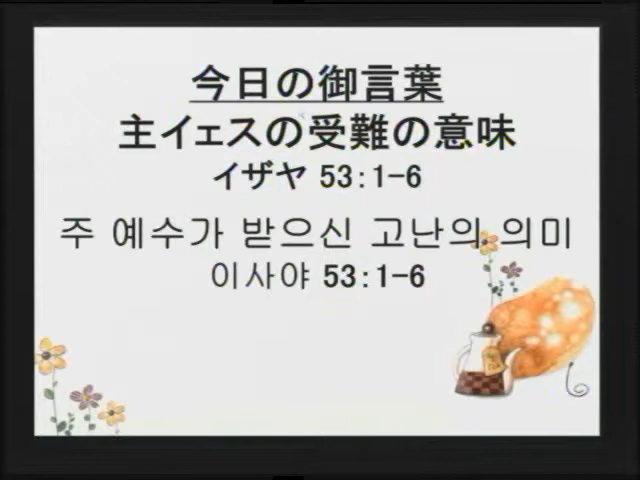 今日の御言葉
主イエスの受難の意味
イザヤ 53:1-6
주 예수가 받으신 고난의 의미
이사야 53:1-6